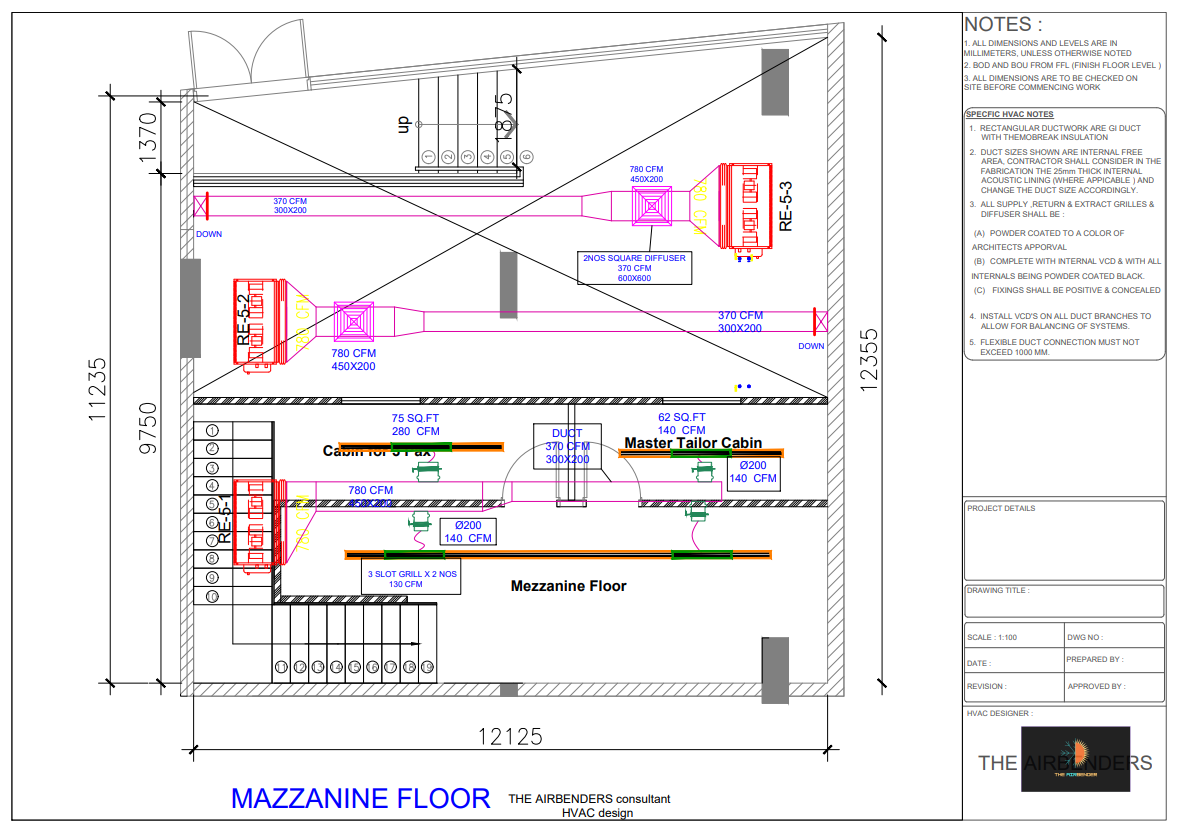 1370
11235
9750
12355
12125
1875
up
1
2
3
4
5
6
780 CFM
450X200
370 CFM
300X200
780 CFM
RE-5-3
DOWN
2NOS SQUARE DIFFUSER
370 CFM
600X600
RE-5-2
780 CFM
780 CFM
450X200
370 CFM
300X200
DOWN
75 SQ.FT
280 CFM
62 SQ.FT
140 CFM
DUCT
370 CFM
300X200
Cabin for 3 Pax
Master Tailor Cabin
Ø200
140 CFM
1
2
3
4
5
6
7
8
9
10
RE-5-1
780 CFM
780 CFM
450X200
Ø200
140 CFM
3 SLOT GRILL X 2 NOS
130 CFM
Mezzanine Floor
11
12
13
14
15
16
17
18
19
MAZZANINE FLOOR
THE AIRBENDERS consultant
HVAC design
NOTES :
1. ALL DIMENSIONS AND LEVELS ARE IN
MILLIMETERS, UNLESS OTHERWISE NOTED
2. BOD AND BOU FROM FFL (FINISH FLOOR LEVEL )
3. ALL DIMENSIONS ARE TO BE CHECKED ON
SITE BEFORE COMMENCING WORK
SPECFIC HVAC NOTES
1. RECTANGULAR DUCTWORK ARE GI DUCT
WITH THEMOBREAK INSULATION
2. DUCT SIZES SHOWN ARE INTERNAL FREE
AREA, CONTRACTOR SHALL CONSIDER IN THE
FABRICATION THE 25mm THICK INTERNAL
ACOUSTIC LINING (WHERE APPICABLE ) AND
CHANGE THE DUCT SIZE ACCORDINGLY.
3. ALL SUPPLY ,RETURN & EXTRACT GRILLES &
DIFFUSER SHALL BE :
(A) POWDER COATED TO A COLOR OF
ARCHITECTS APPORVAL
(B) COMPLETE WITH INTERNAL VCD & WITH ALL
INTERNALS BEING POWDER COATED BLACK.
(C) FIXINGS SHALL BE POSITIVE & CONCEALED
4. INSTALL VCD'S ON ALL DUCT BRANCHES TO
ALLOW FOR BALANCING OF SYSTEMS.
5. FLEXIBLE DUCT CONNECTION MUST NOT
EXCEED 1000 MM.
PROJECT DETAILS
DRAWING TITLE :
SCALE : 1:100
DWG NO :
DATE :
PREPARED BY :
REVISION :
APPROVED BY :
HVAC DESIGNER :
THE AIRBENDERS
THE AIRBENDER